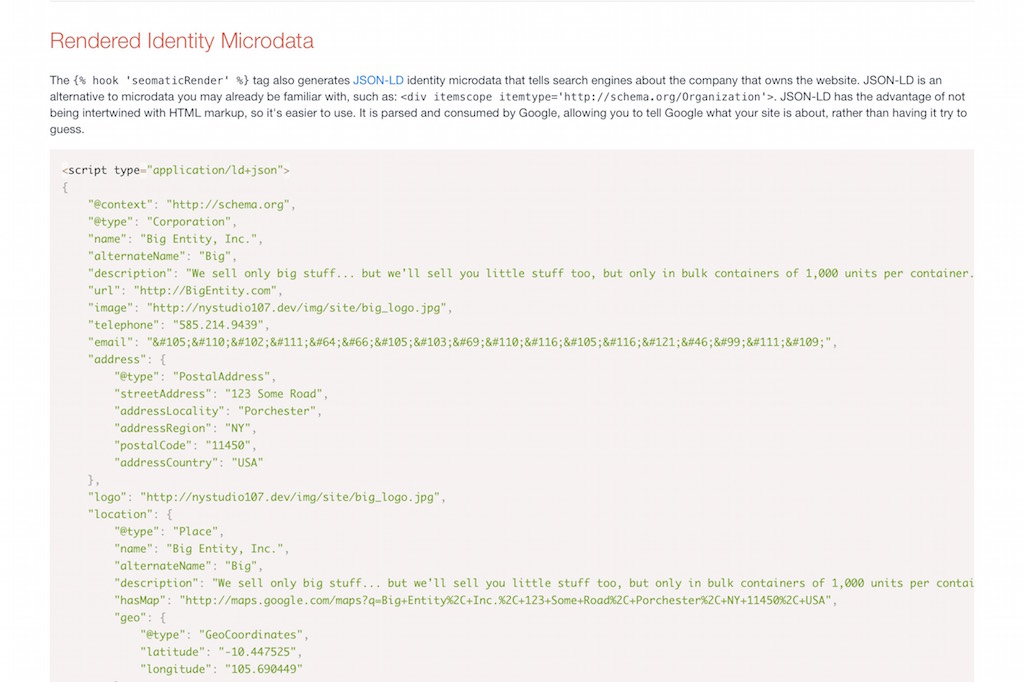 Rendered Identity Microdata
The {% hook 'seomaticRender' %} tag also generates JSON-LD identity microdata that tells search engines about the company that owns the website. JSON-LD is an
alternative to microdata you may already be familiar with, such as: <div itemscope itemtype='http://schema.org/Organization'>. JSON-LD has the advantage of not
being intertwined with HTML markup, so it's easier to use. It is parsed and consumed by Google, allowing you to tell Google what your site is about, rather than having it try to
guess.
<script type="application/ld+json">
{
"@context": "http://schema.org",
"@type": "Corporation",
"name": "Big Entity, Inc.",
"alternateName": "Big",
"description": "We sell only big stuff... but we'll sell you little stuff too, but only in bulk containers of 1,000 units per container.
"url": "http://BigEntity.com",
"image": "http://nystudio107.dev/img/site/big_logo.jpg",
"telephone": "585.214.9439",
"email": "&#105;&#110;&#102;&#111;&#64;&#66;&#105;&#103;&#69;&#110;&#116;&#105;&#116;&#121;&#46;&#99;&#111;&#109;",
"address": {
"@type": "PostalAddress",
"streetAddress": "123 Some Road",
"addressLocality": "Porchester",
"addressRegion": "NY",
"postalCode": "11450",
"addressCountry": "USA"
},
"logo": "http://nystudio107.dev/img/site/big_logo.jpg",
"location": {
"@type": "Place",
"name": "Big Entity, Inc.",
"alternateName": "Big",
"description": "We sell only big stuff... but we'll sell you little stuff too, but only in bulk containers of 1,000 units per contai
"hasMap": "http://maps.google.com/maps?q=Big+Entity%2C+Inc.%2C+123+Some+Road%2C+Porchester%2C+NY+11450%2C+USA",
"geo": {
"@type": "GeoCoordinates",
"latitude": "-10.447525",
"longitude": "105.690449"